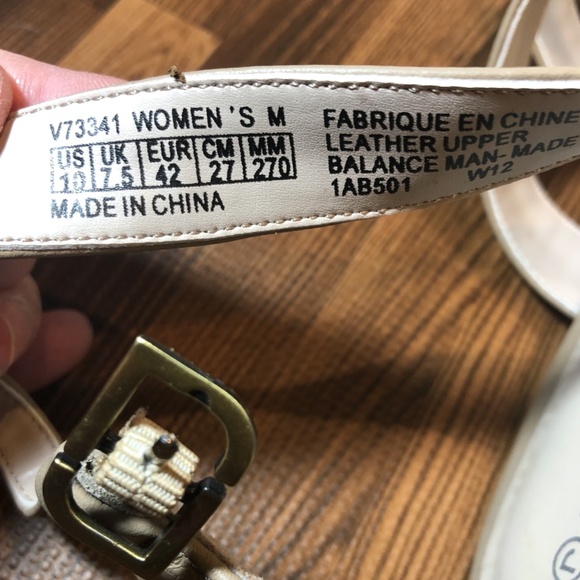 V73341 WOMEN 'S M
US UK EUR CM MM
10 7.5 42 27 270
MADE IN CHINA
FABRIQUE EN CHINE
LEATHER UPPER
BALANCE MAN- MADE
W12
1AB501